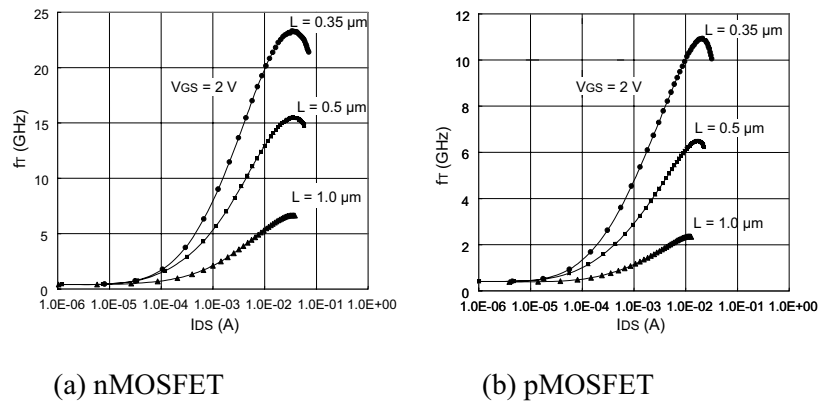 25
20
15
10
5
0
fT (GHz)
L = 0.35 μm
VGS = 2 V
L = 0.5 μm
L = 1.0 μm
1.0E-06 1.0E-05 1.0E-04 1.0E-03 1.0E-02 1.0E-01 1.0E+00
IDS (A)
(a) nMOSFET
12
10
8
6
4
2
0
fT (GHz)
L = 0.35 μm
VGS = 2 V
L = 0.5 μm
L = 1.0 μm
1.0E-06 1.0E-05 1.0E-04 1.0E-03 1.0E-02 1.0E-01 1.0E+00
IDS (A)
(b) pMOSFET